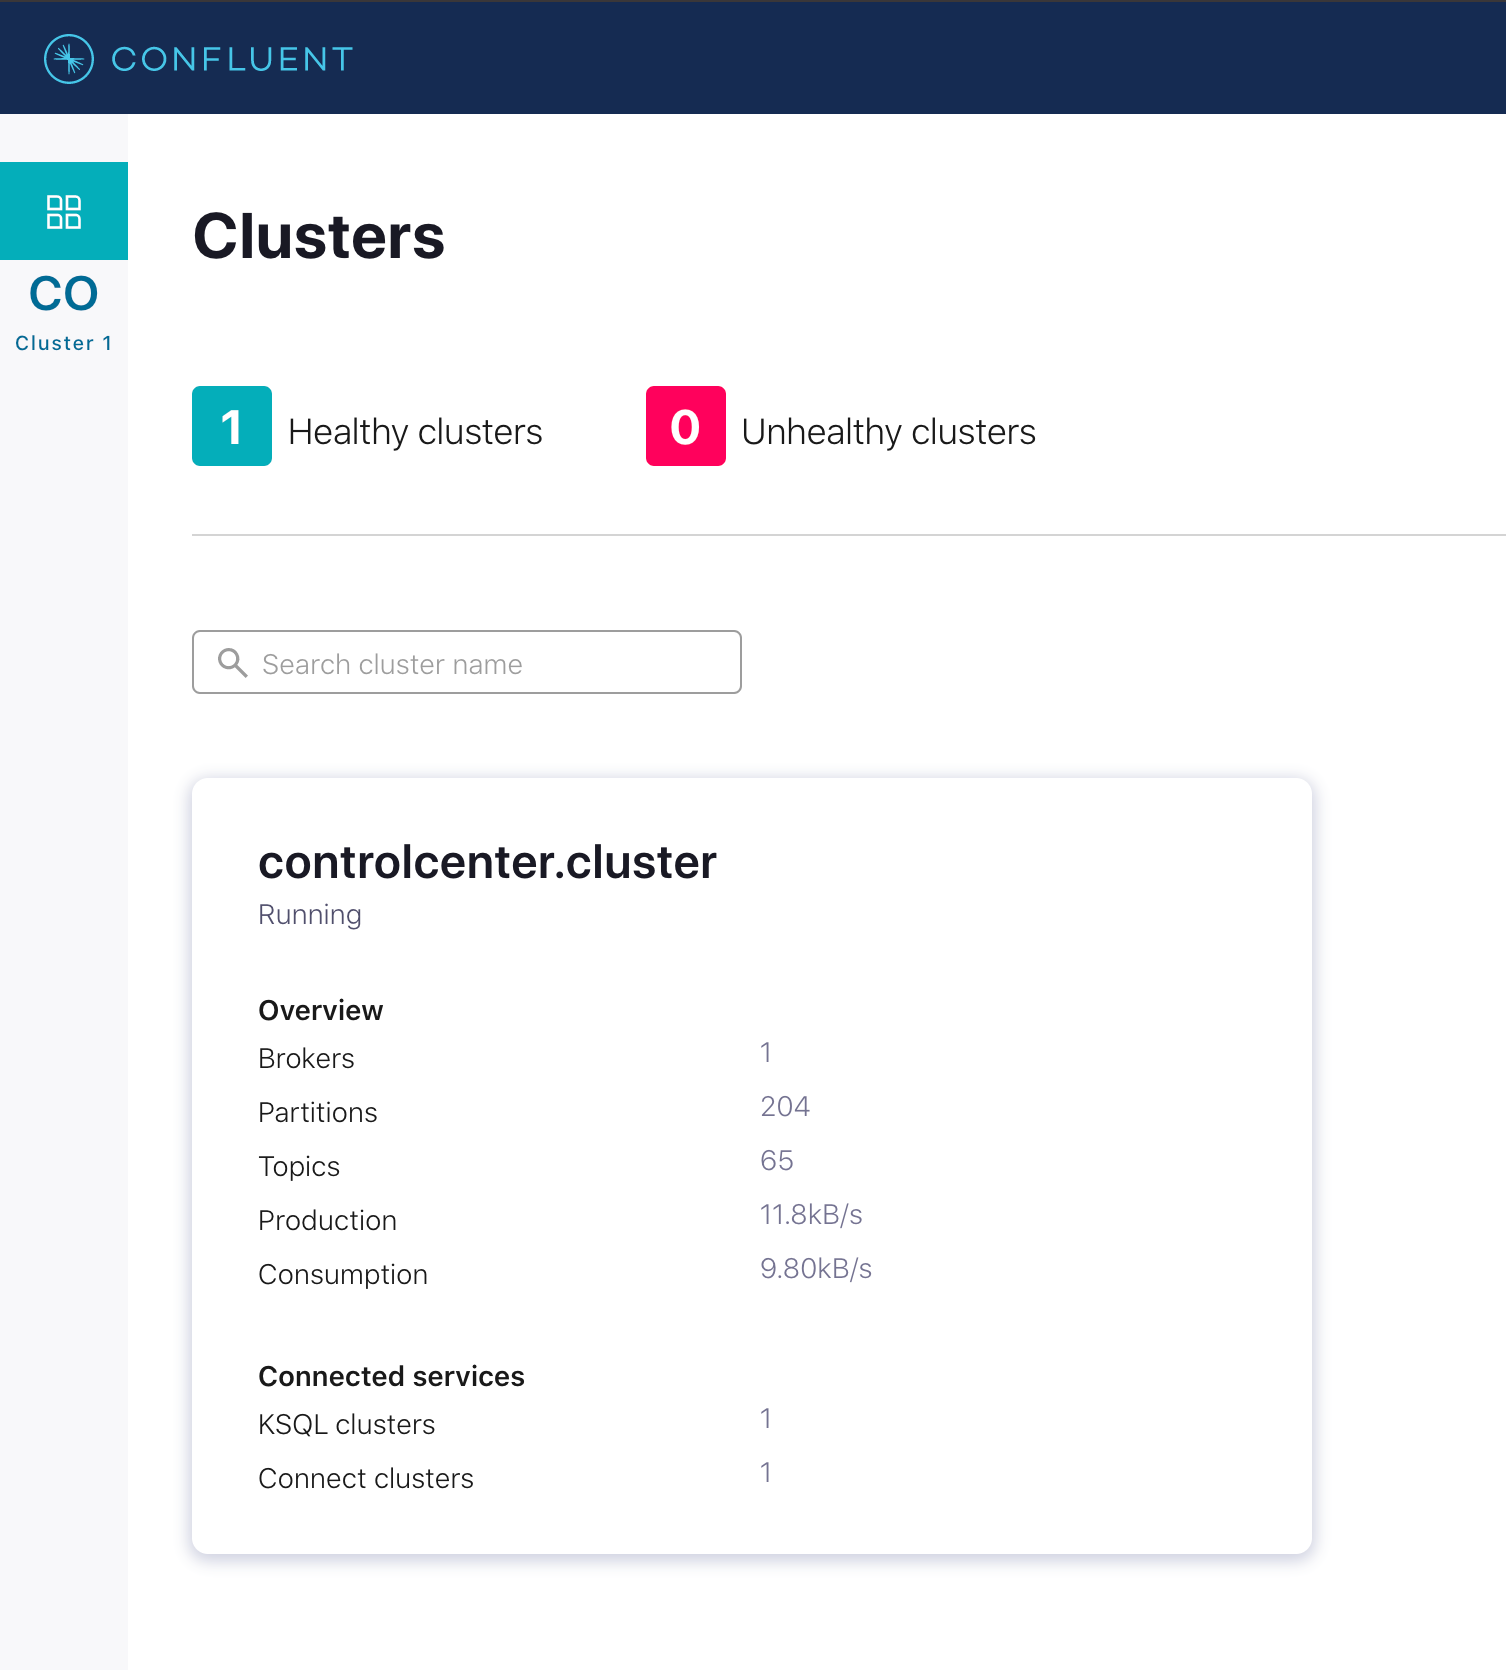 CONFLUENT
CO
Cluster 1
Clusters
1 Healthy clusters 0 Unhealthy clusters
Search cluster name
controlcenter.cluster
Running
Overview
Brokers 1
Partitions 204
Topics 65
Production 11.8kB/s
Consumption 9.80kB/s
Connected services
KSQL clusters 1
Connect clusters 1